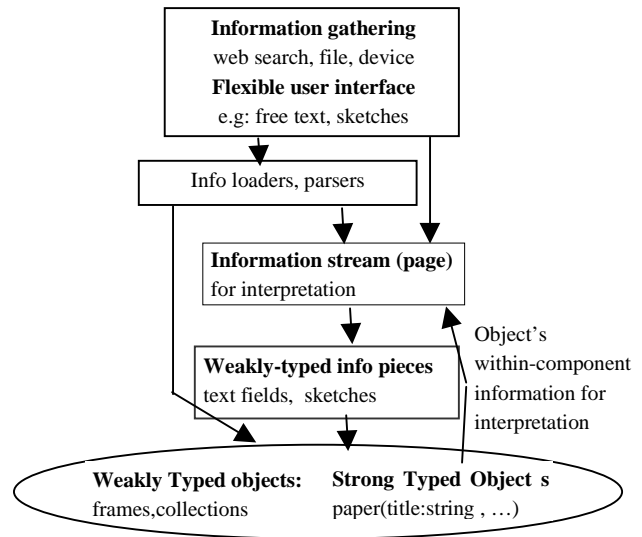 Information gathering
web search, file, device
Flexible user interface
e.g: free text, sketches
Info loaders, parsers
Information stream (page)
for interpretation
Object's
within-component
information for
interpretation
Weakly-typed info pieces
text fields, sketches
Weakly Typed objects:
frames,collections
Strong Typed Object s
paper(title:string , …)